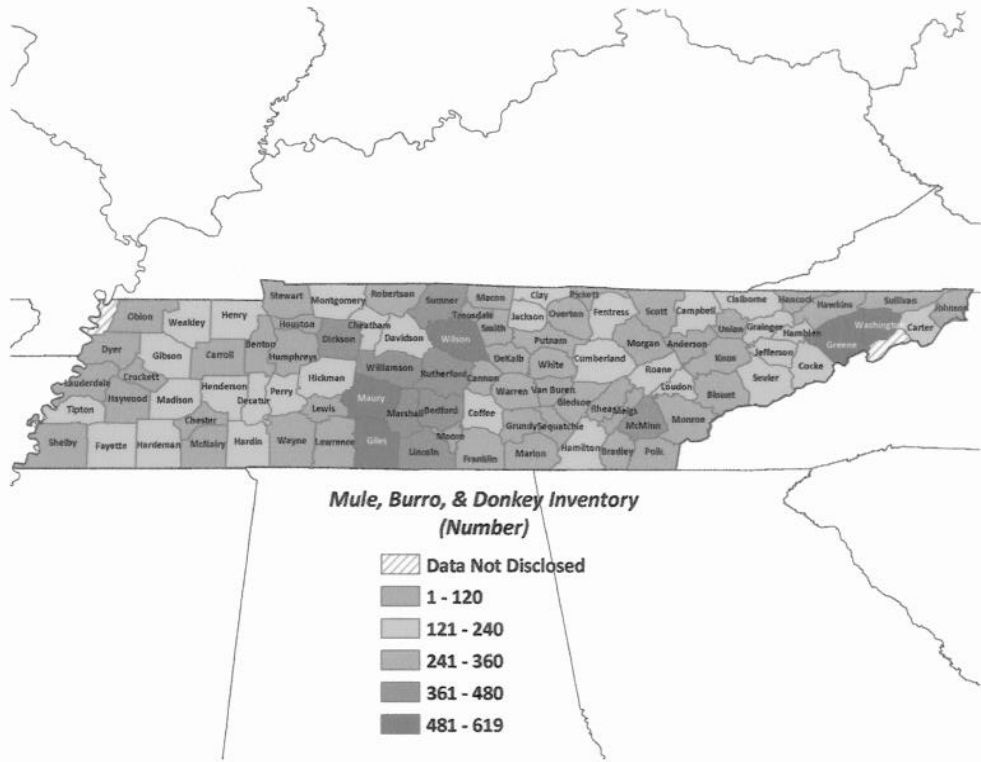 Stewart
Montgomery
Robertson
Sumner
Macon
Clay
Pickett
Claiborne
Hancock
Hawkins
Sullivan
Johnson
Obion
Weakley
Henry
Houston
Cheatham
Trousdale
Smith
Jackson
Overton
Fentress
Scott
Campbell
Union
Grainger
Hamblen
Washington
Carter
Greene
Dyer
Gibson
Carroll
Benton
Humphreys
Dickson
Davidson
Wilson
DeKalb
Putnam
White
Cumberland
Morgan
Anderson
Knox
Jefferson
Cocke
Sevier
Lauderdale
Crockett
Haywood
Madison
Henderson
Decatur
Perry
Hickman
Williamson
Rutherford
Cannon
Warren
Van Buren
Bledsoe
Rhea
Meigs
Roane
Loudon
Blount
Tipton
Chester
Lewis
Maury
Marshall
Bedford
Coffee
Grundy
Sequatchie
McMinn
Monroe
Shelby
Fayette
Hardeman
McNairy
Hardin
Wayne
Lawrence
Giles
Lincoln
Moore
Franklin
Marion
Hamilton
Bradley
Polk
Mule, Burro, & Donkey Inventory
(Number)
Data Not Disclosed
1 - 120
121 - 240
241 - 360
361 - 480
481 - 619